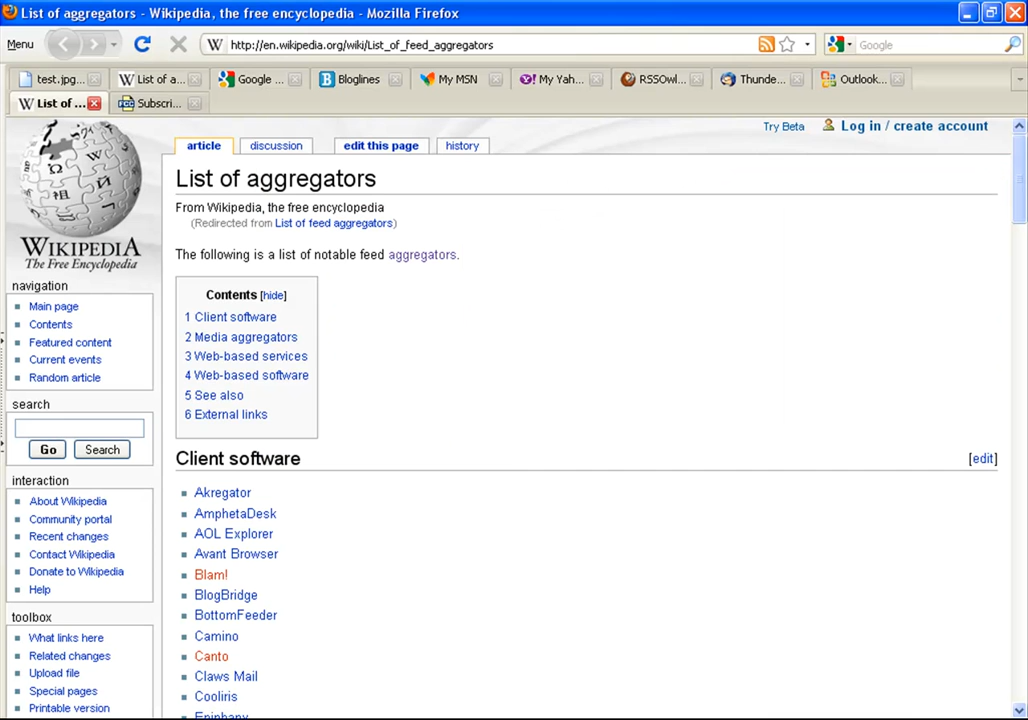 List of aggregators - Wikipedia, the free encyclopedia - Mozilla Firefox
Menu
http://en.wikipedia.org/wiki/List_of_feed_aggregators
Google
test.jpg...
List of a...
Google ...
Bloglines
My MSN
My Yah...
RSSOwl...
Thunde...
Outlook...
List of ...
Subscri...
Try Beta
Log in / create account
article
discussion
edit this page
history
WIKIPEDIA
The Free Encyclopedia
navigation
Main page
Contents
Featured content
Current events
Random article
search
Go
Search
interaction
About Wikipedia
Community portal
Recent changes
Contact Wikipedia
Donate to Wikipedia
Help
toolbox
What links here
Related changes
Upload file
Special pages
Printable version
List of aggregators
From Wikipedia, the free encyclopedia
(Redirected from List of feed aggregators)
The following is a list of notable feed aggregators.
Contents [hide]
1 Client software
2 Media aggregators
3 Web-based services
4 Web-based software
5 See also
6 External links
Client software
[edit]
Akregator
AmphetaDesk
AOL Explorer
Avant Browser
Blam!
BlogBridge
BottomFeeder
Camino
Canto
Claws Mail
Cooliris
Epiphany